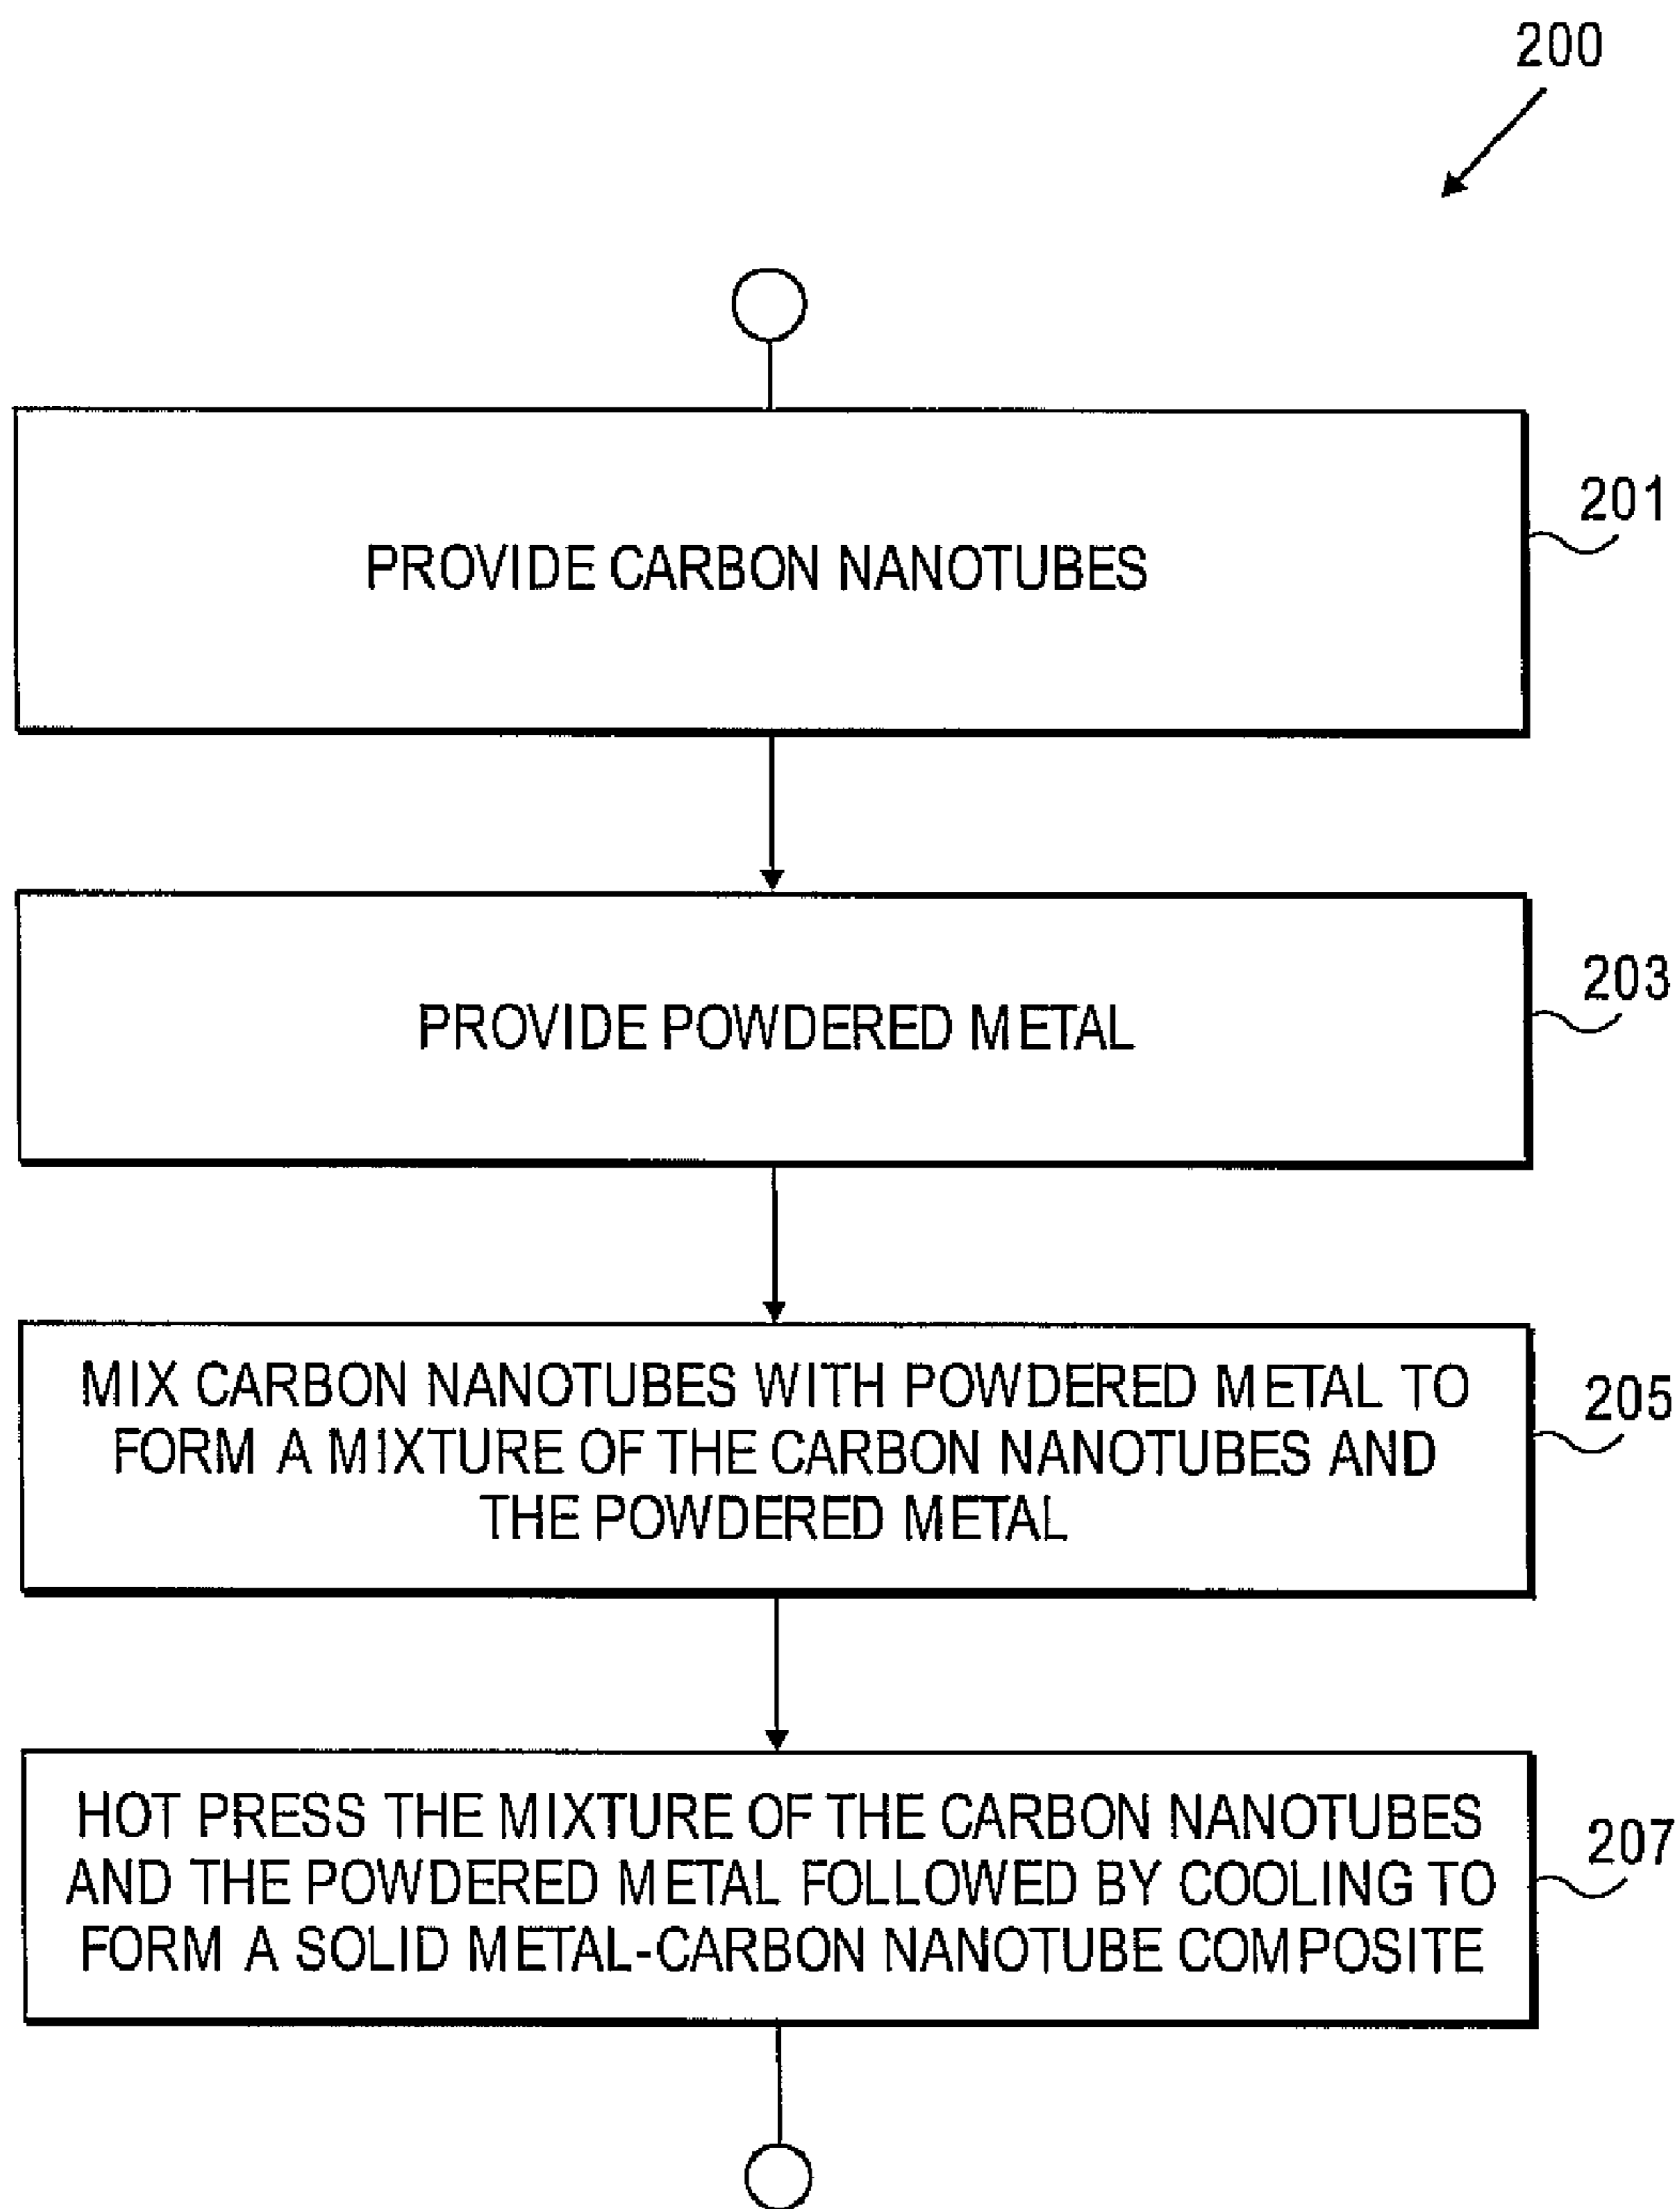 200
PROVIDE CARBON NANOTUBES
201
PROVIDE POWDERED METAL
203
MIX CARBON NANOTUBES WITH POWDERED METAL TO
FORM A MIXTURE OF THE CARBON NANOTUBES AND
THE POWDERED METAL
205
HOT PRESS THE MIXTURE OF THE CARBON NANOTUBES
AND THE POWDERED METAL FOLLOWED BY COOLING TO
FORM A SOLID METAL-CARBON NANOTUBE COMPOSITE
207